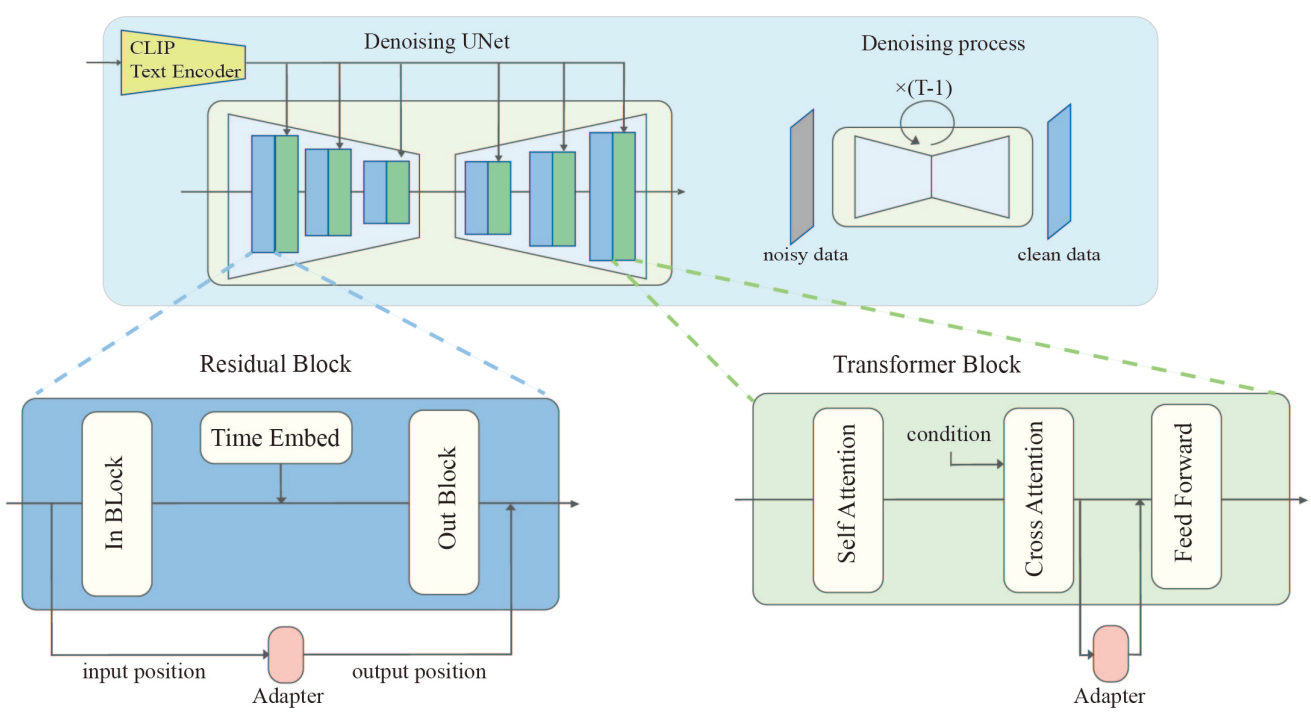 CLIP
Text Encoder
Denoising UNet
Denoising process
×(T-1)
noisy data
clean data
Residual Block
Transformer Block
In BLock
Time Embed
Out Block
input position
output position
Adapter
Self Attention
condition
Cross Attention
Feed Forward
Adapter